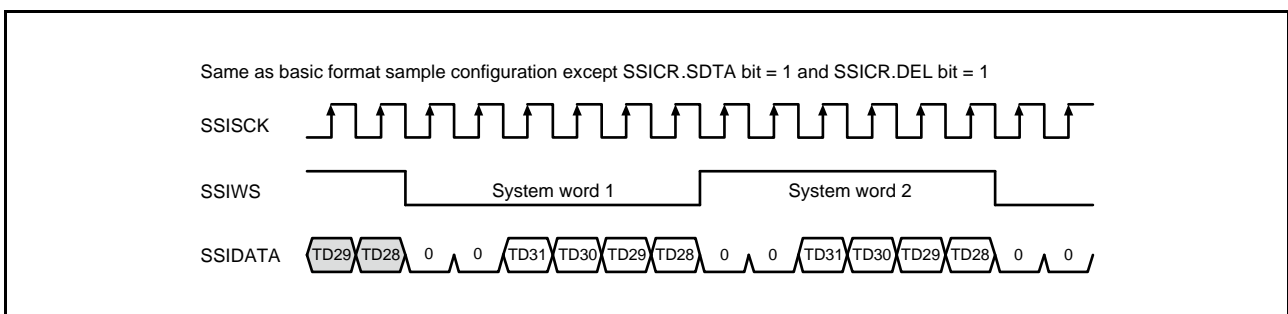 Same as basic format sample configuration except SSICR.SDTA bit = 1 and SSICR.DEL bit = 1
SSISCK
SSIWS System word 1 System word 2
SSIDATA TD29 TD28 0 0 TD31 TD30 TD29 TD28 0 0 TD31 TD30 TD29 TD28 0 0